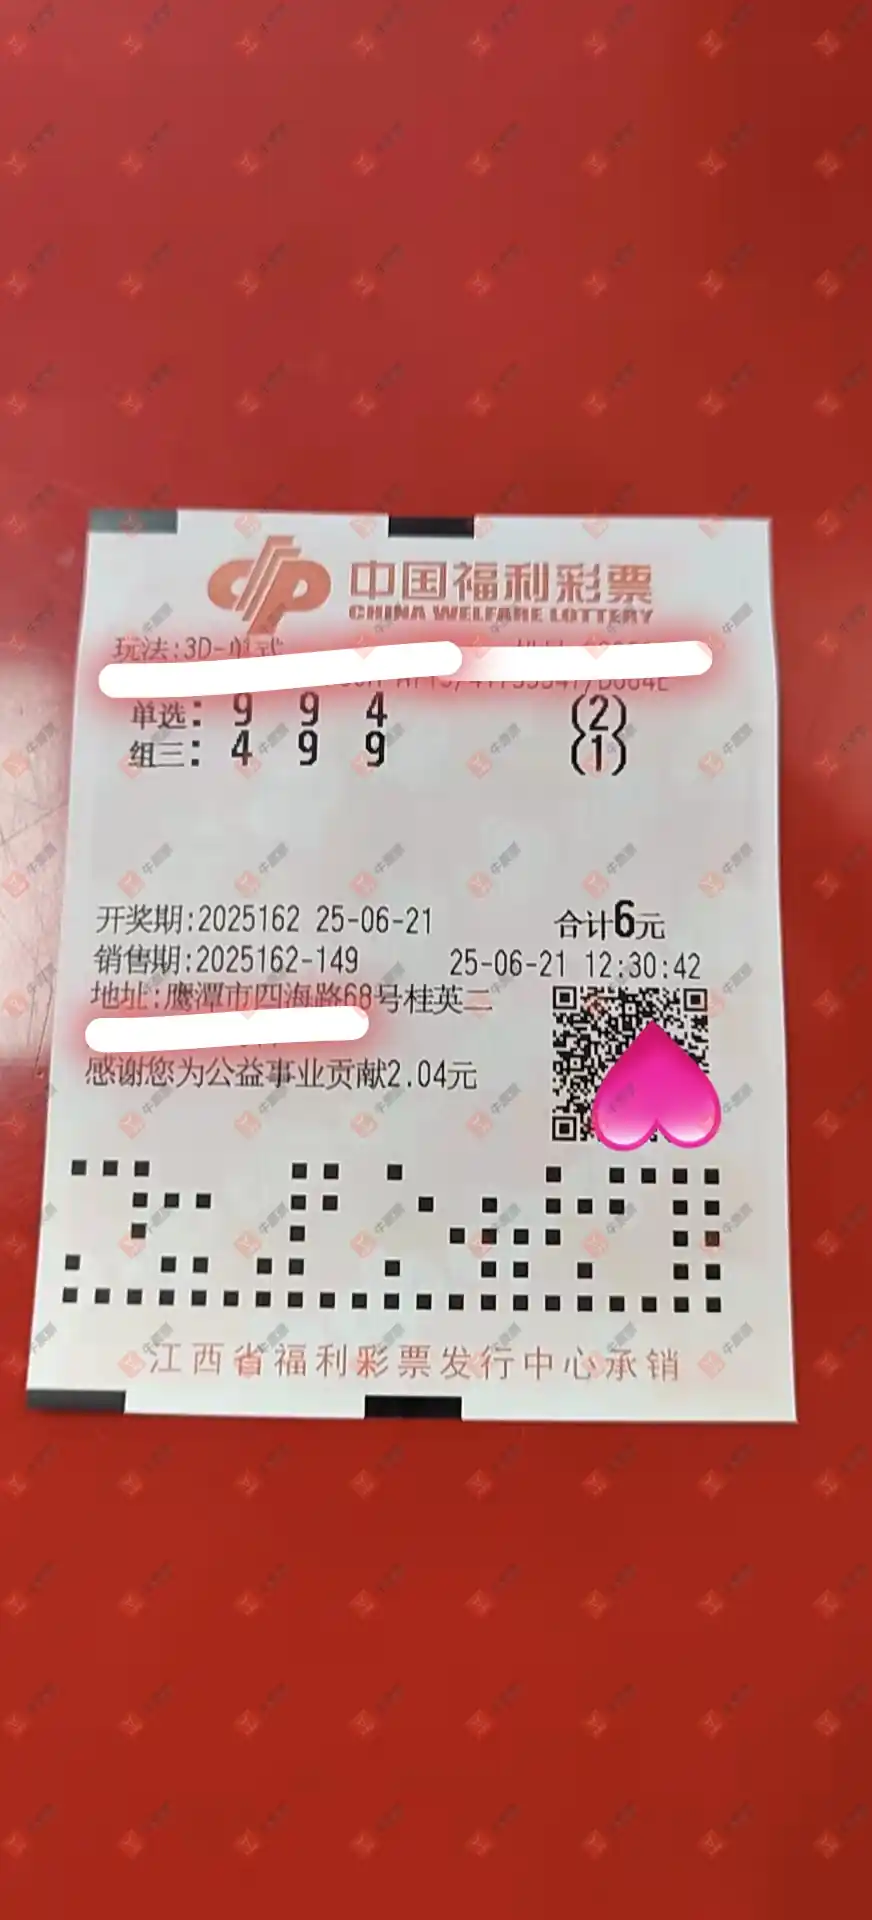 中国福利彩票
CHINA WELFARE LOTTERY
玩法:3D-单式
单选: 9 9 4 (2)
组三: 4 9 9 (1)
开奖期:2025162 25-06-21 合计6元
销售期:2025162-149 25-06-21 12:30:42
地址:鹰潭市四海路68号桂英二
感谢您为公益事业贡献2.04元
江西省福利彩票发行中心承销